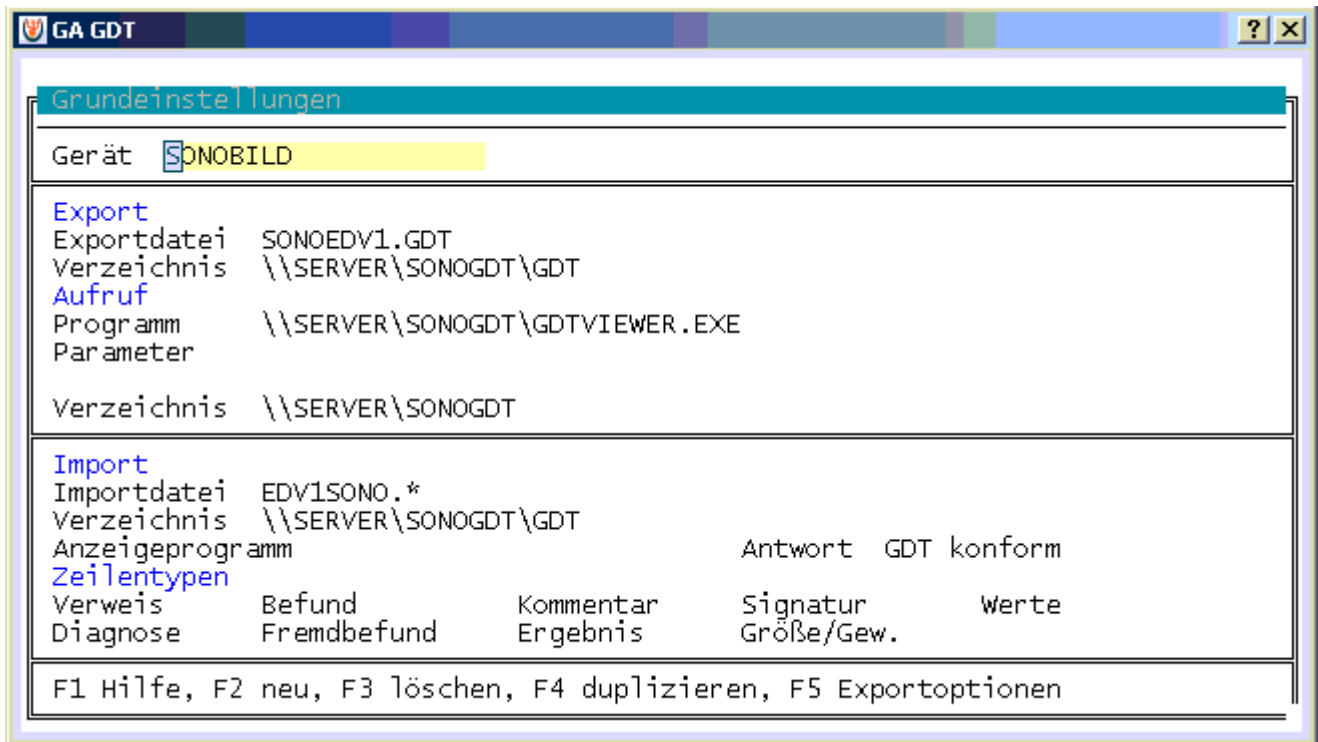 GA GDT
Grundeinstellungen
Gerät SONOBILD
Export
Exportdatei SONOEDV1.GDT
Verzeichnis \\SERVER\SONOGDT\GDT
Aufruf
Programm \\SERVER\SONOGDT\GDTVIEWER.EXE
Parameter
Verzeichnis \\SERVER\SONOGDT
Import
Importdatei EDV1SONO.*
Verzeichnis \\SERVER\SONOGDT\GDT
Anzeigeprogramm Antwort GDT konform
Zeilentypen
Verweis Befund Kommentar Signatur Werte
Diagnose Fremdbefund Ergebnis Größe/Gew.
F1 Hilfe, F2 neu, F3 löschen, F4 duplizieren, F5 Exportoptionen